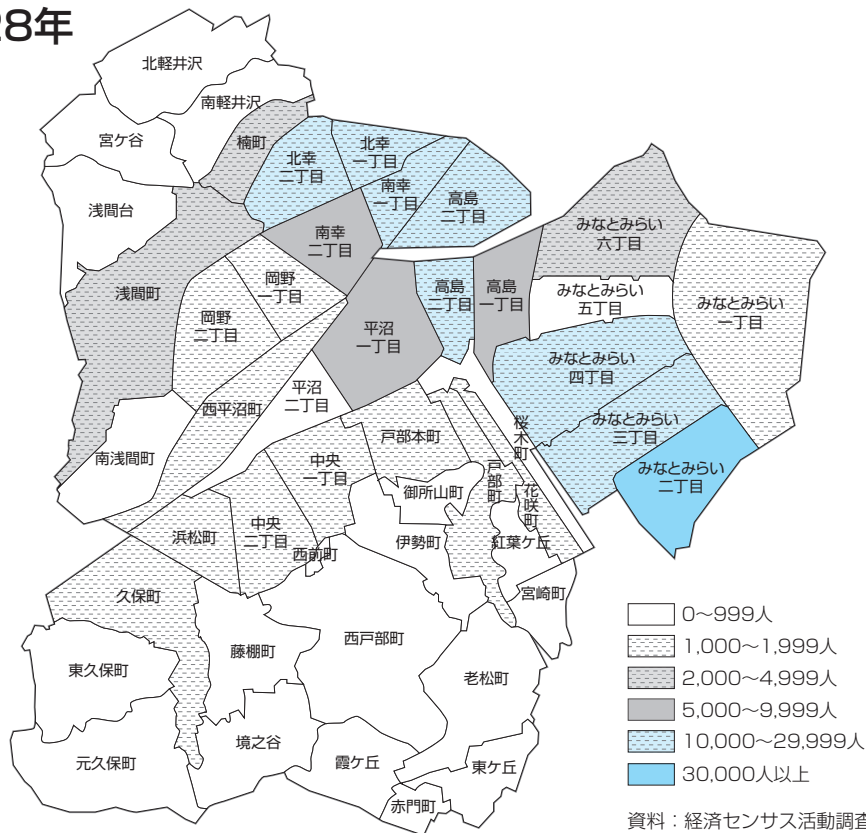 28年
北軽井沢
南軽井沢
宮ケ谷
楠町
北幸
二丁目
北幸
一丁目
南幸
一丁目
高島
二丁目
浅間台
南幸
二丁目
みなとみらい
六丁目
浅間町
岡野
一丁目
岡野
二丁目
高島
二丁目
高島
一丁目
みなとみらい
五丁目
みなとみらい
一丁目
平沼
一丁目
みなとみらい
四丁目
平沼
二丁目
西平沼町
みなとみらい
三丁目
桜木町
戸部本町
南浅間町
中央
一丁目
戸部町
みなとみらい
二丁目
御所山町
花咲町
浜松町
中央
二丁目
西前町
伊勢町
紅葉ケ丘
宮崎町
久保町
藤棚町
西戸部町
東久保町
老松町
境之谷
元久保町
霞ケ丘
東ケ丘
赤門町
0〜999人
1,000〜1,999人
2,000〜4,999人
5,000〜9,999人
10,000〜29,999人
30,000人以上
資料：経済センサス活動調査